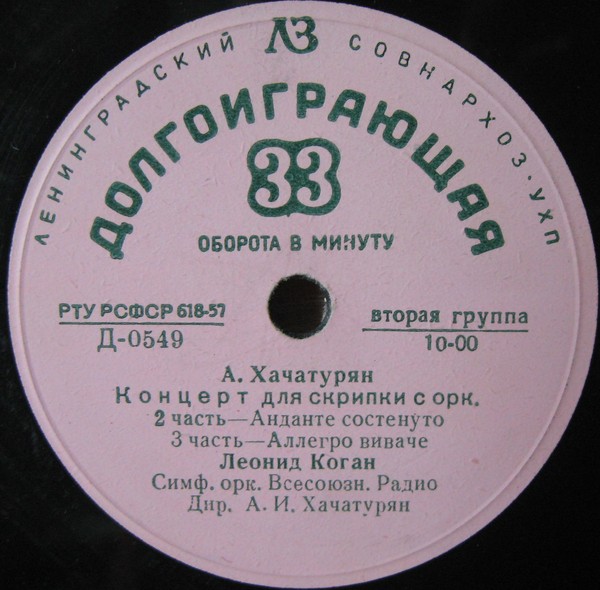 ЛЕНИНГРАДСКИЙ ЛЗ СОВНАРХОЗ · УХП
ДОЛГОИГРАЮЩАЯ
33
ОБОРОТА В МИНУТУ
РТУ РСФСР 618-57
Д-0549
вторая группа
10-00
А. Хачатурян
Концерт для скрипки с орк.
2 часть—Анданте состенуто
3 часть—Аллегро виваче
Леонид Коган
Симф. орк. Всесоюзн. Радио
Дир. А. И. Хачатурян